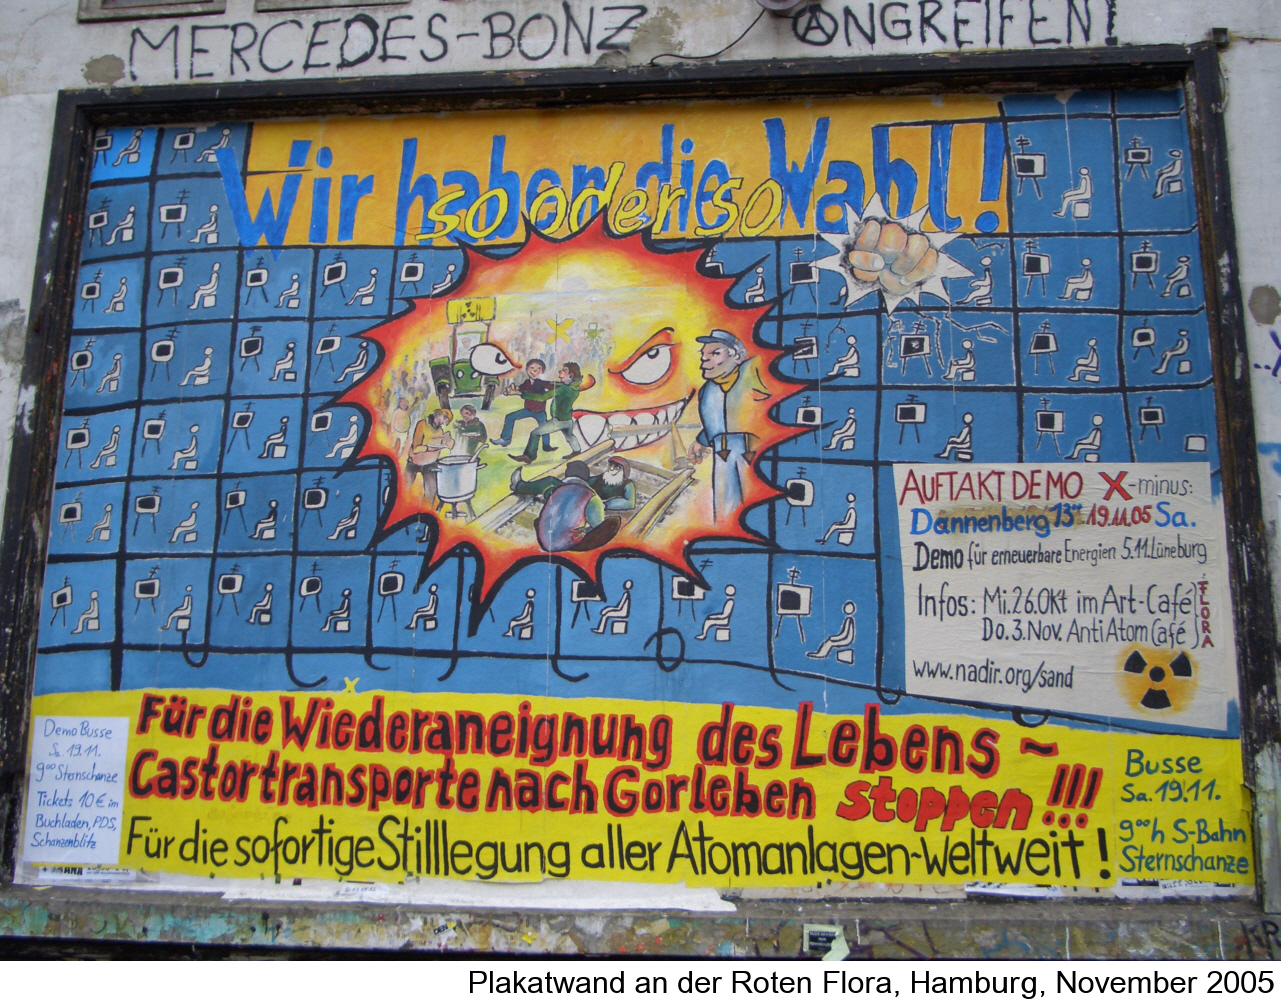 MERCEDES-BONZ ANGREIFEN!
Wir haben die Wahl!
so oder so
AUFTAKT DEMO X-minus:
Dannenberg 13°° 19.11.05 Sa.
Demo für erneuerbare Energien 5.11. Lüneburg
Infos: Mi. 26.Okt im Art-Café
Do. 3. Nov. AntiAtom Café
FLORA
www.nadir.org/sand
Für die Wiederaneignung des Lebens ~
Castortransporte nach Gorleben stoppen!!!
Für die sofortige Stilllegung aller Atomanlagen-weltweit!
Demo Busse
Sa. 19.11.
9°° Sternschanze
Tickets 10€ im
Buchladen, PDS,
Schanzenblitz
Busse
Sa. 19.11.
9°°h S-Bahn
Sternschanze
Plakatwand an der Roten Flora, Hamburg, November 2005